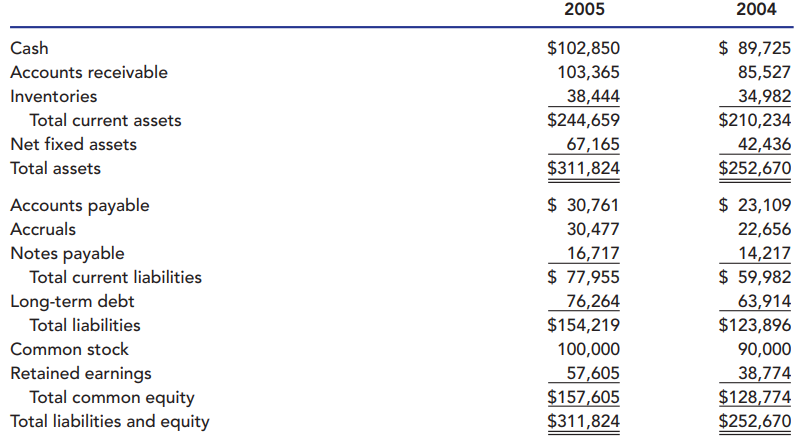 2005 2004
Cash $102,850 $ 89,725
Accounts receivable 103,365 85,527
Inventories 38,444 34,982
Total current assets $244,659 $210,234
Net fixed assets 67,165 42,436
Total assets $311,824 $252,670
Accounts payable $ 30,761 $ 23,109
Accruals 30,477 22,656
Notes payable 16,717 14,217
Total current liabilities $ 77,955 $ 59,982
Long-term debt 76,264 63,914
Total liabilities $154,219 $123,896
Common stock 100,000 90,000
Retained earnings 57,605 38,774
Total common equity $157,605 $128,774
Total liabilities and equity $311,824 $252,670